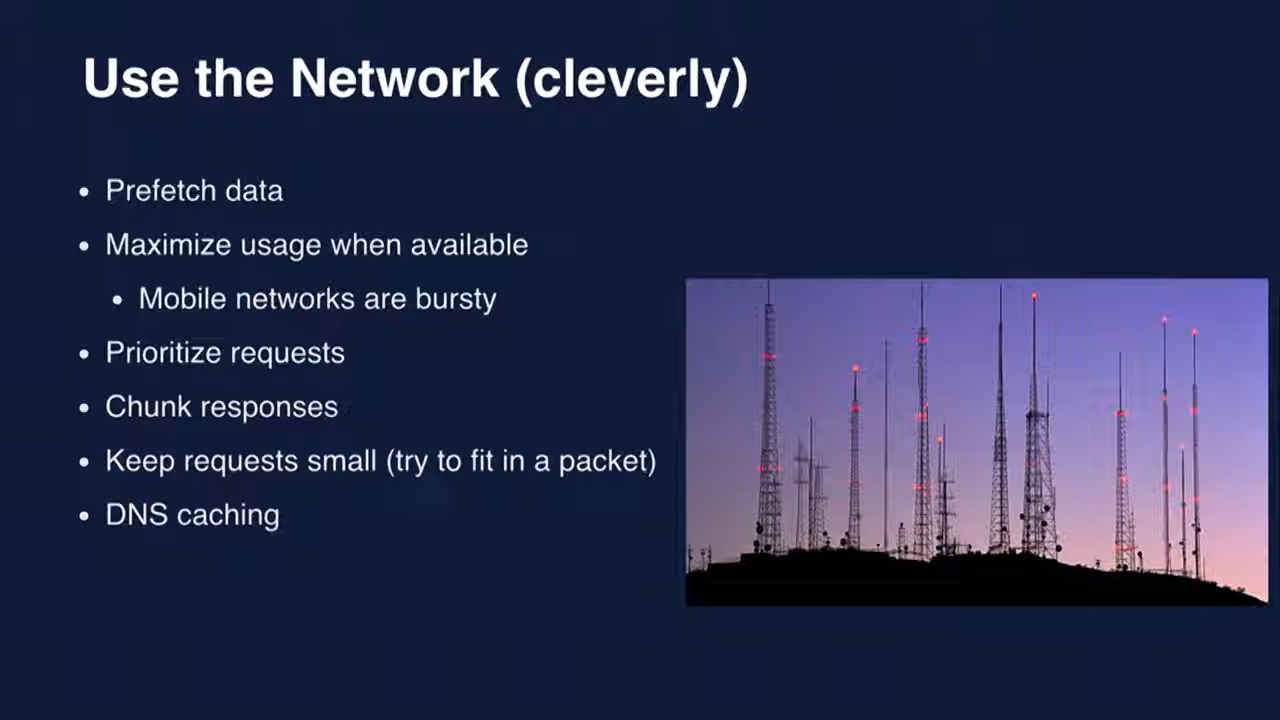 Use the Network (cleverly)
• Prefetch data
• Maximize usage when available
• Mobile networks are bursty
• Prioritize requests
• Chunk responses
• Keep requests small (try to fit in a packet)
• DNS caching